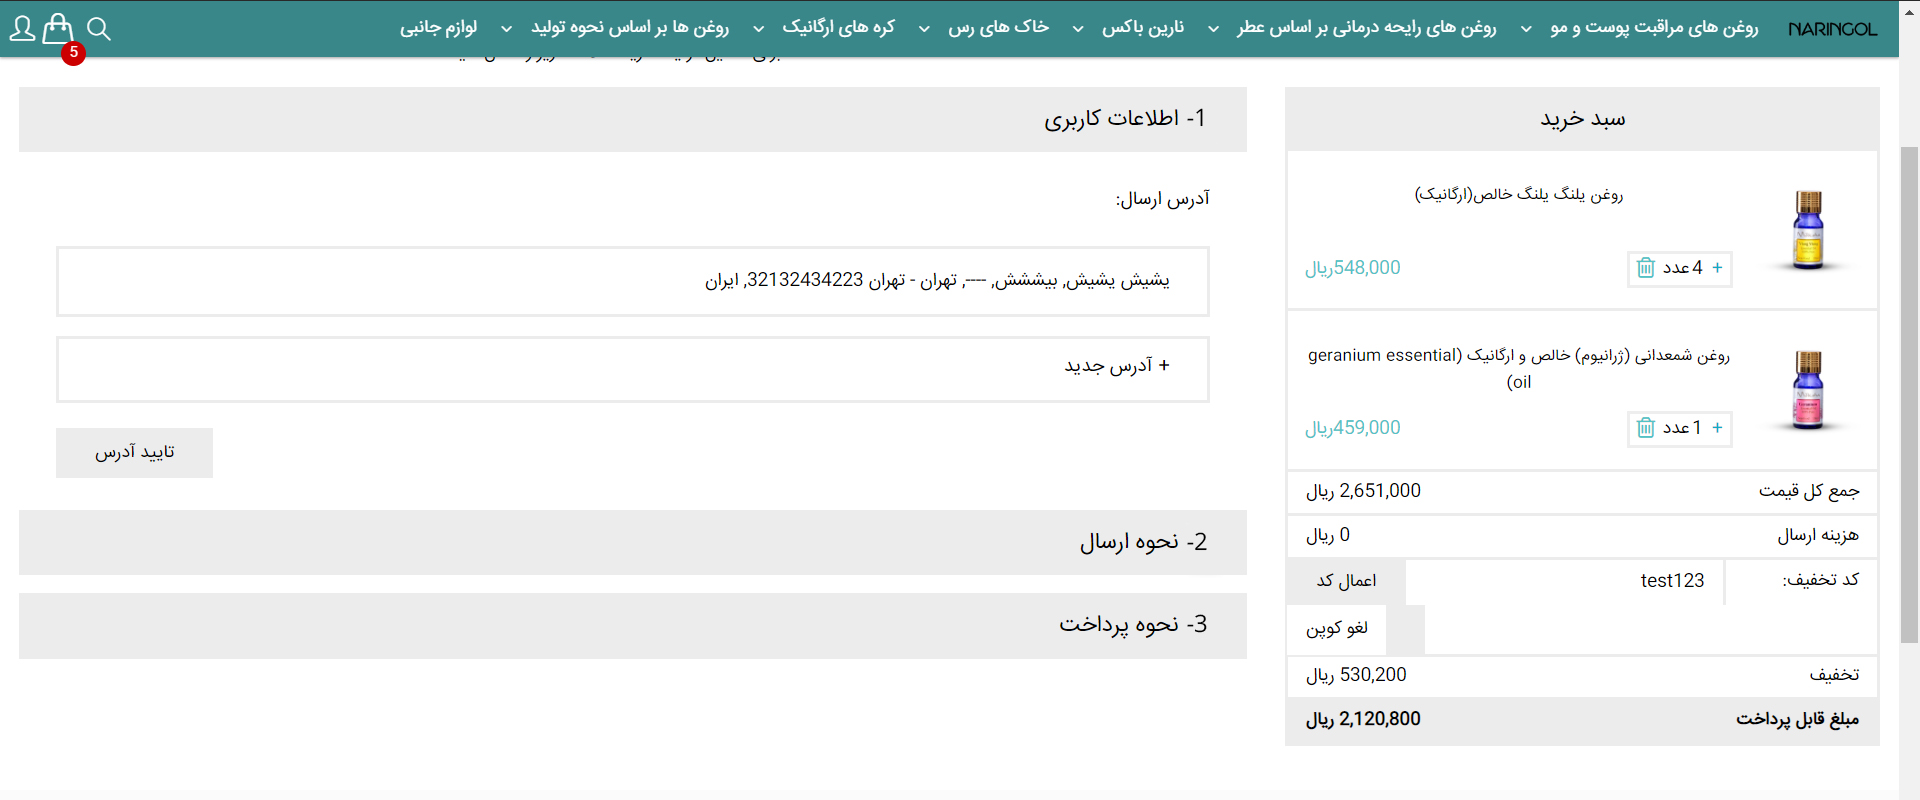 NARINGOL
روغن های مراقبت پوست و مو
روغن های رایحه درمانی بر اساس عطر
نارین باکس
خاک های رس
کره های ارگانیک
روغن ها بر اساس نحوه تولید
لوازم جانبی
5
سبد خرید
روغن یلنگ یلنگ خالص(ارگانیک)
+ 4 عدد
548,000ریال
روغن شمعدانی (ژرانیوم) خالص و ارگانیک (geranium essential
oil)
+ 1 عدد
459,000ریال
جمع کل قیمت 2,651,000 ریال
هزینه ارسال 0 ریال
کد تخفیف: test123 اعمال کد
لغو کوپن
تخفیف 530,200 ریال
مبلغ قابل پرداخت 2,120,800 ریال
1- اطلاعات کاربری
آدرس ارسال:
یشیش یشیش, بیششش, ----, تهران - تهران 32132434223, ایران
+ آدرس جدید
تایید آدرس
2- نحوه ارسال
3- نحوه پرداخت